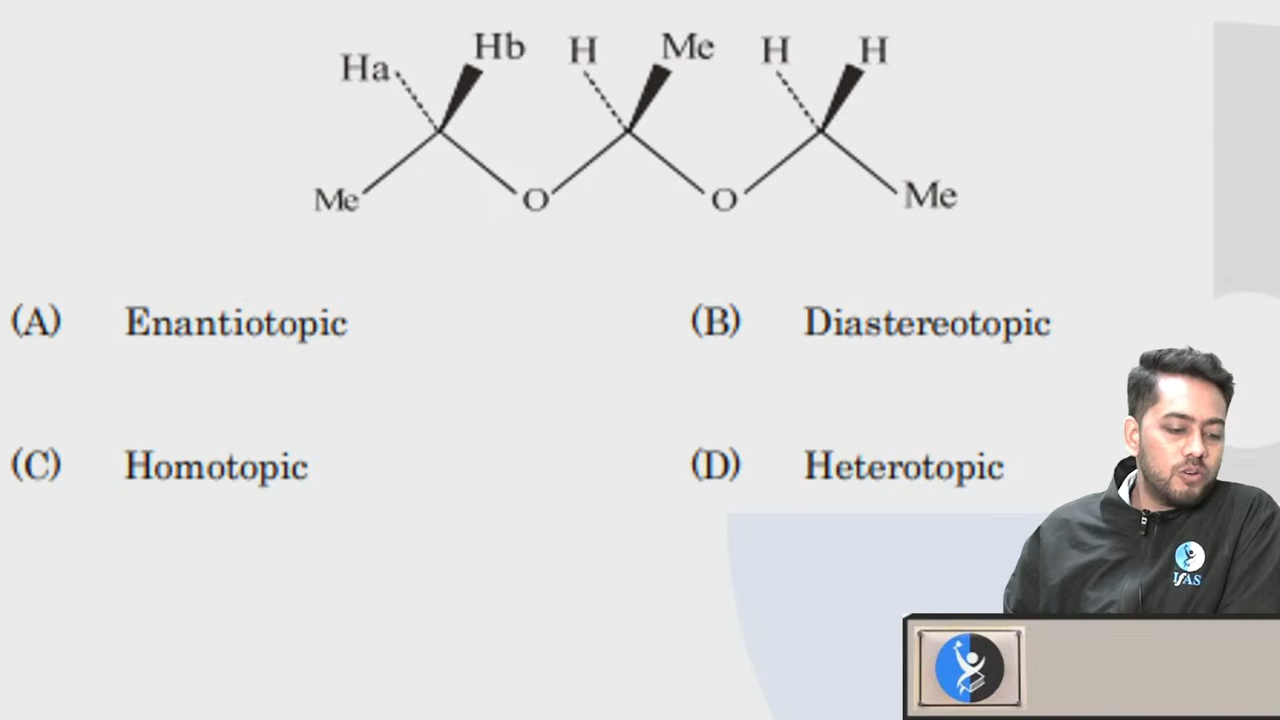 Ha Hb H Me H H
Me O O Me
(A) Enantiotopic (B) Diastereotopic
(C) Homotopic (D) Heterotopic
IFAS